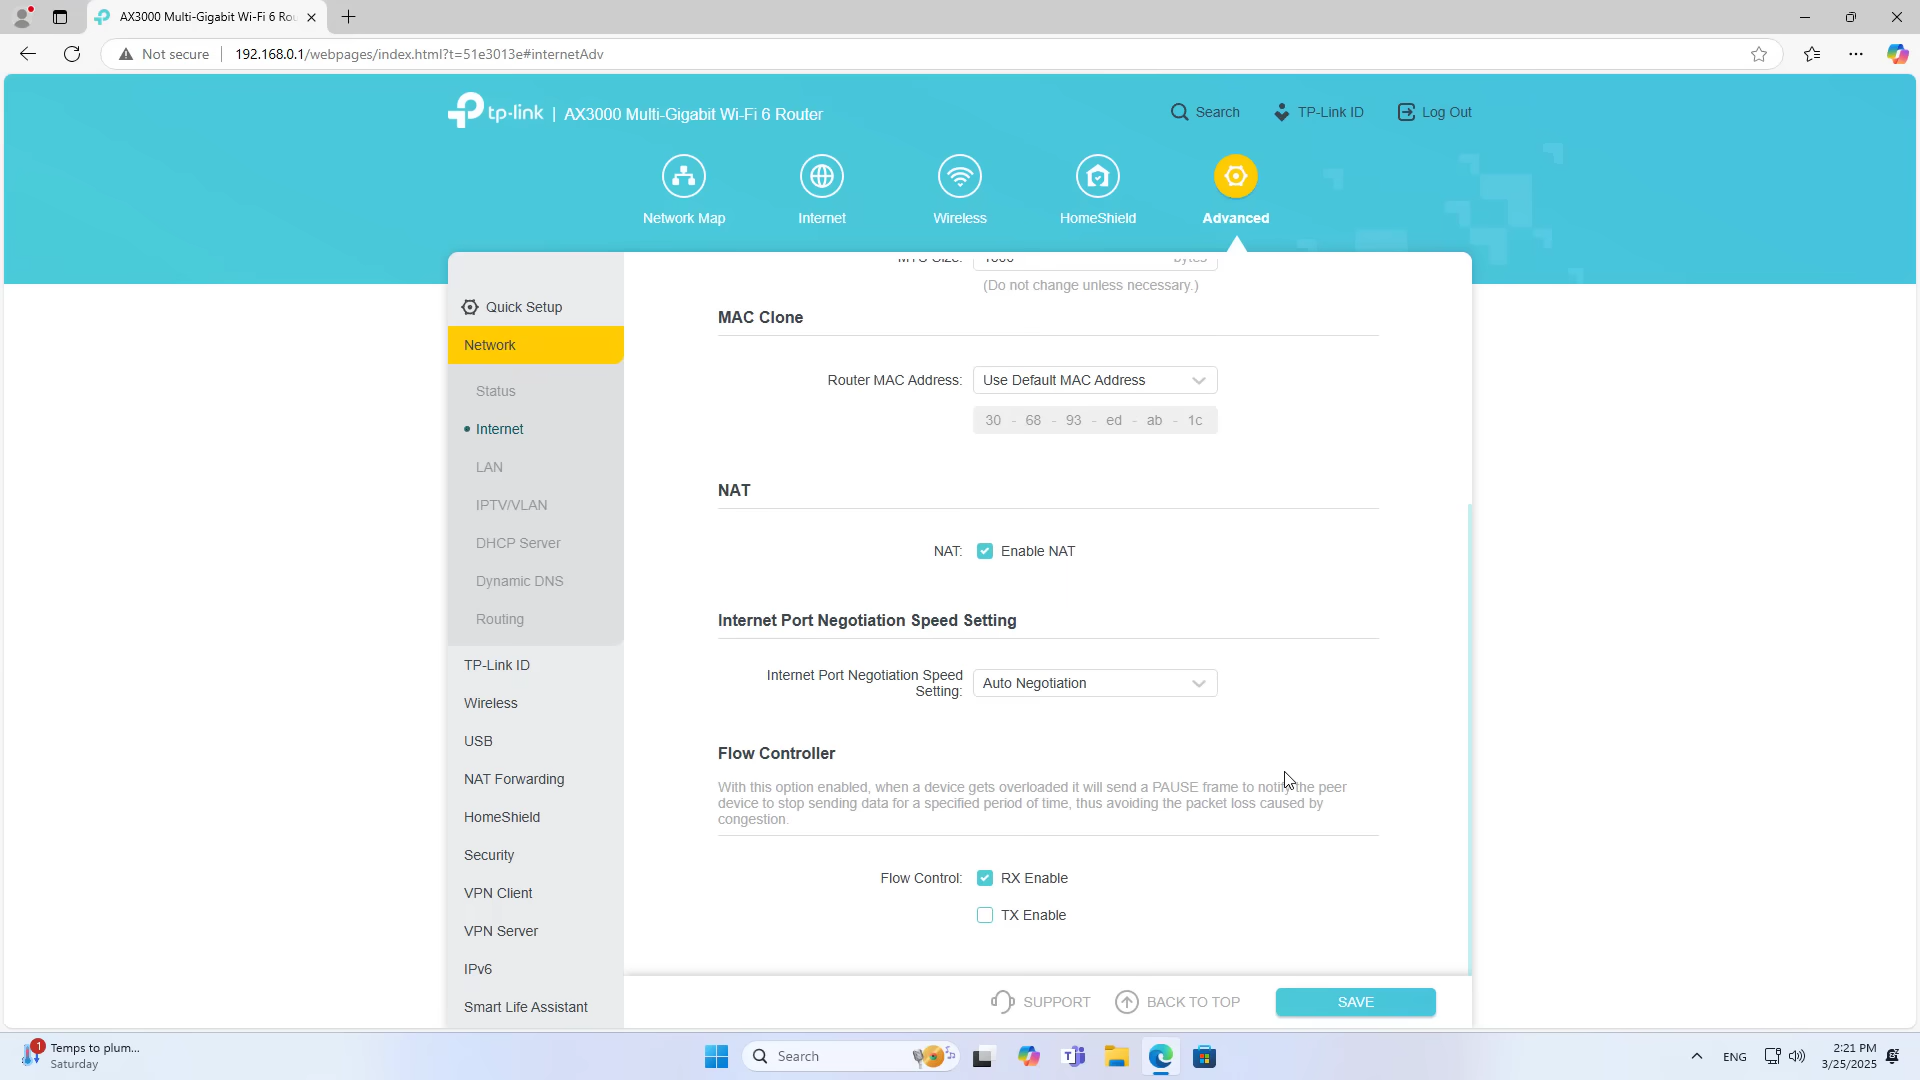 AX3000 Multi-Gigabit Wi-Fi 6 Rou
Not secure
192.168.0.1/webpages/index.html?t=51e3013e#internetAdv
tp-link | AX3000 Multi-Gigabit Wi-Fi 6 Router
Search
TP-Link ID
Log Out
Network Map
Internet
Wireless
HomeShield
Advanced
Quick Setup
Network
Status
Internet
LAN
IPTV/VLAN
DHCP Server
Dynamic DNS
Routing
TP-Link ID
Wireless
USB
NAT Forwarding
HomeShield
Security
VPN Client
VPN Server
IPv6
Smart Life Assistant
bytes
(Do not change unless necessary.)
MAC Clone
Router MAC Address: Use Default MAC Address
30 - 68 - 93 - ed - ab - 1c
NAT
NAT: Enable NAT
Internet Port Negotiation Speed Setting
Internet Port Negotiation Speed
Setting:
Auto Negotiation
Flow Controller
With this option enabled, when a device gets overloaded it will send a PAUSE frame to notify the peer
device to stop sending data for a specified period of time, thus avoiding the packet loss caused by
congestion.
Flow Control: RX Enable
TX Enable
SUPPORT
BACK TO TOP
SAVE
1
Temps to plum...
Saturday
Search
ENG
2:21 PM
3/25/2025